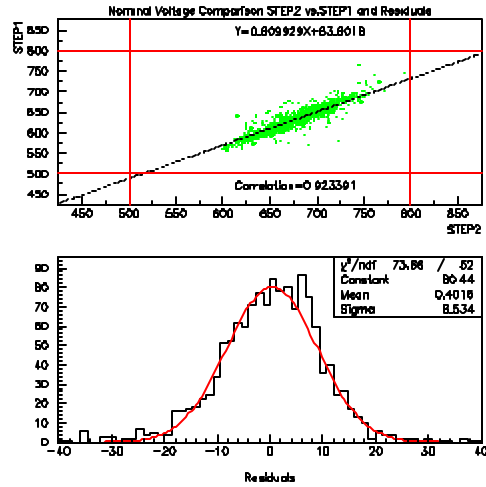 Nominal Voltage Comparison STEP2 vs.STEP1 and Residuals
STEP1
850
800
750
700
650
600
550
500
450
Y=0.809929X+83.8018
Correlation=0.923391
450 500 550 600 650 700 750 800 850
STEP2
90
80
70
60
50
40
30
20
10
0
χ²/ndf 73.86 / 52
Constant 80.44
Mean 0.4016
Sigma 8.534
-40 -30 -20 -10 0 10 20 30 40
Residuals